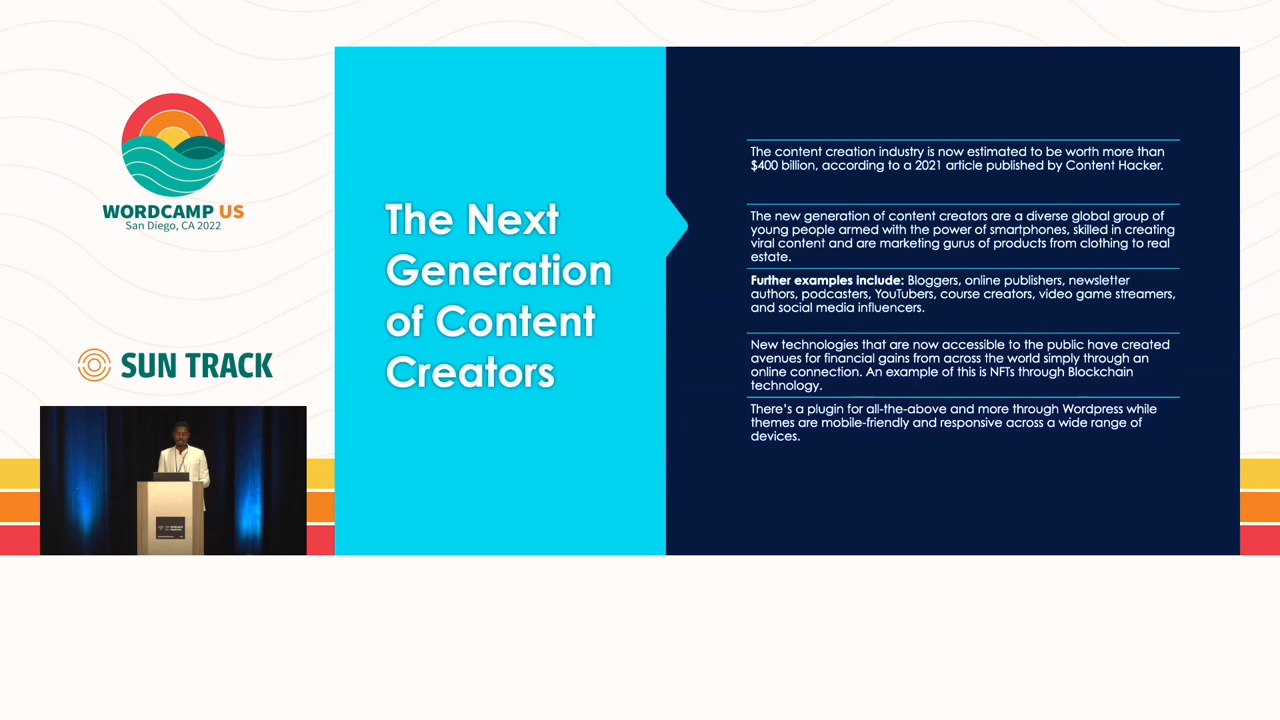 WORDCAMP US
San Diego, CA 2022
SUN TRACK
The Next
Generation
of Content
Creators
The content creation industry is now estimated to be worth more than
$400 billion, according to a 2021 article published by Content Hacker.
The new generation of content creators are a diverse global group of
young people armed with the power of smartphones, skilled in creating
viral content and are marketing gurus of products from clothing to real
estate.
Further examples include: Bloggers, online publishers, newsletter
authors, podcasters, YouTubers, course creators, video game streamers,
and social media influencers.
New technologies that are now accessible to the public have created
avenues for financial gains from across the world simply through an
online connection. An example of this is NFTs through Blockchain
technology.
There's a plugin for all-the-above and more through Wordpress while
themes are mobile-friendly and responsive across a wide range of
devices.